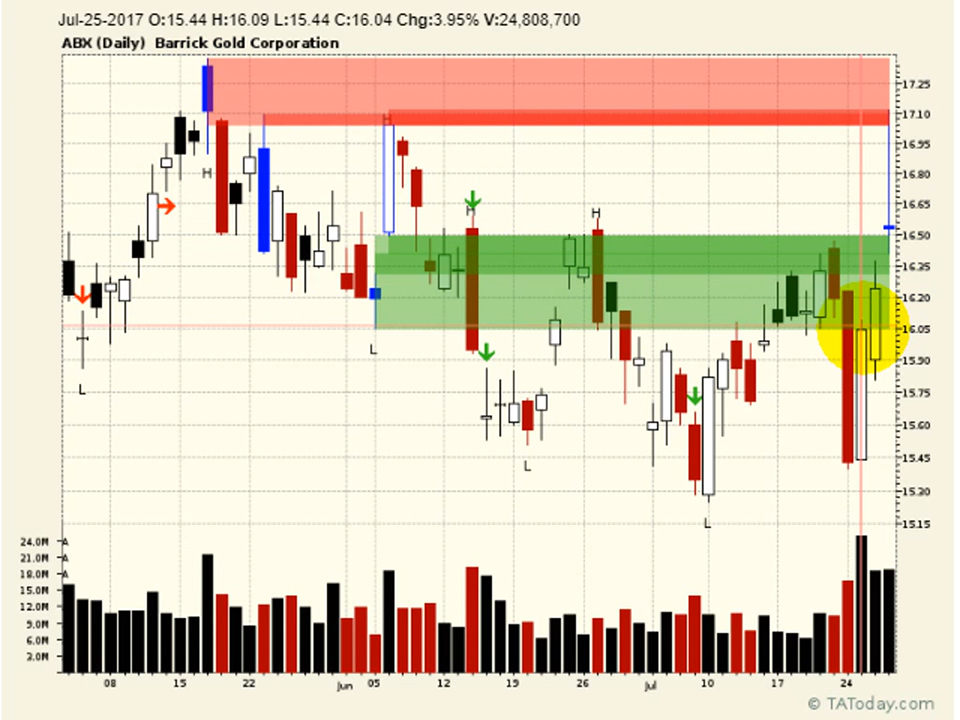 Jul-25-2017 O:15.44 H:16.09 L:15.44 C:16.04 Chg:3.95% V:24,808,700
ABX (Daily) Barrick Gold Corporation
17.25
17.10
16.95
16.80
16.65
16.50
16.35
16.20
16.05
15.90
15.75
15.60
15.45
15.30
15.15
H
H
H
H
L
L
L
L
24.0M
21.0M
18.0M
15.0M
12.0M
9.0M
6.0M
3.0M
A
A
A
08 15 22 Jun 05 12 19 26 Jul 10 17 24
© TAToday.com